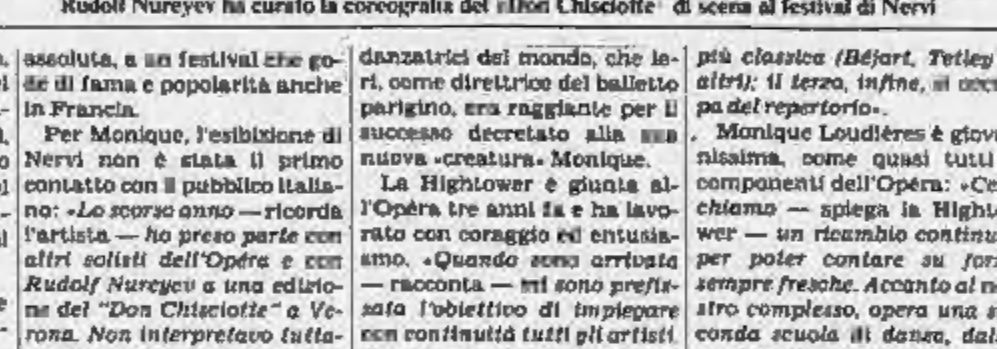 Rudolf Nureyev ha curato la coreografia del «Don Chisciotte» di scena al festival di Nervi
assoluta, a un festival che go-
de di fama e popolarità anche
in Francia.
Per Monique, l'esibizione di
Nervi non è stata il primo
contatto con il pubblico italia-
no: «Lo scorso anno — ricorda
l'artista — ho preso parte con
altri solisti dell'Opéra e con
Rudolf Nureyev a una edizio-
ne del "Don Chisciotte" a Ve-
rona. Non interpretavo tutta-
danzatrici del mondo, che ie-
ri, come direttrice del balletto
parigino, era raggiante per il
successo decretato alla sua
nuova «creatura» Monique.
La Hightower è giunta al-
l'Opéra tre anni fa e ha lavo-
rato con coraggio ed entusia-
smo. «Quando sono arrivata
— racconta — mi sono prefis-
sata l'obiettivo di impiegare
con continuità tutti gli artisti
più classica (Béjart, Tetley
altri); il terzo, infine, si occu
pa del repertorio».
Monique Loudières è giova
nissima, come quasi tutti
componenti dell'Opéra: «Ce
chiamo — spiega la Highto
wer — un ricambio continu
per poter contare su forz
sempre fresche. Accanto al no
stro complesso, opera una s
conda scuola di danza, dal